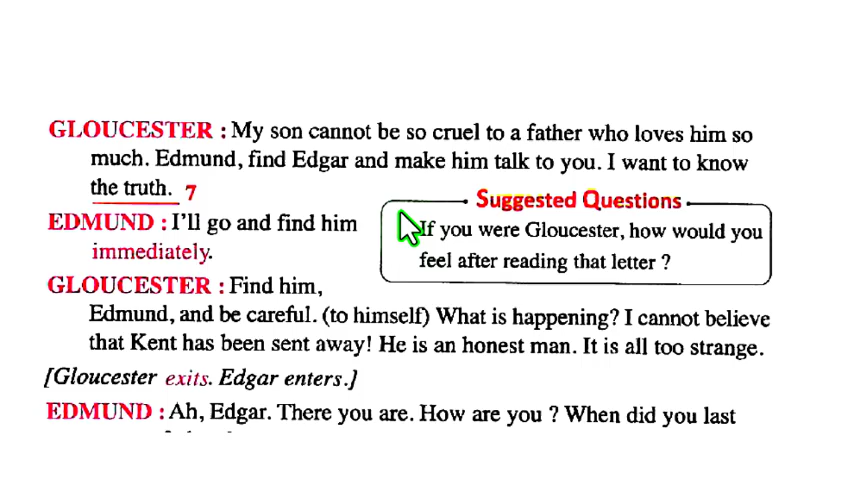 GLOUCESTER : My son cannot be so cruel to a father who loves him so
much. Edmund, find Edgar and make him talk to you. I want to know
the truth. 7
Suggested Questions
EDMUND : I'll go and find him
If you were Gloucester, how would you
immediately.
feel after reading that letter ?
GLOUCESTER : Find him,
Edmund, and be careful. (to himself) What is happening? I cannot believe
that Kent has been sent away! He is an honest man. It is all too strange.
[Gloucester exits. Edgar enters.]
EDMUND : Ah, Edgar. There you are. How are you ? When did you last